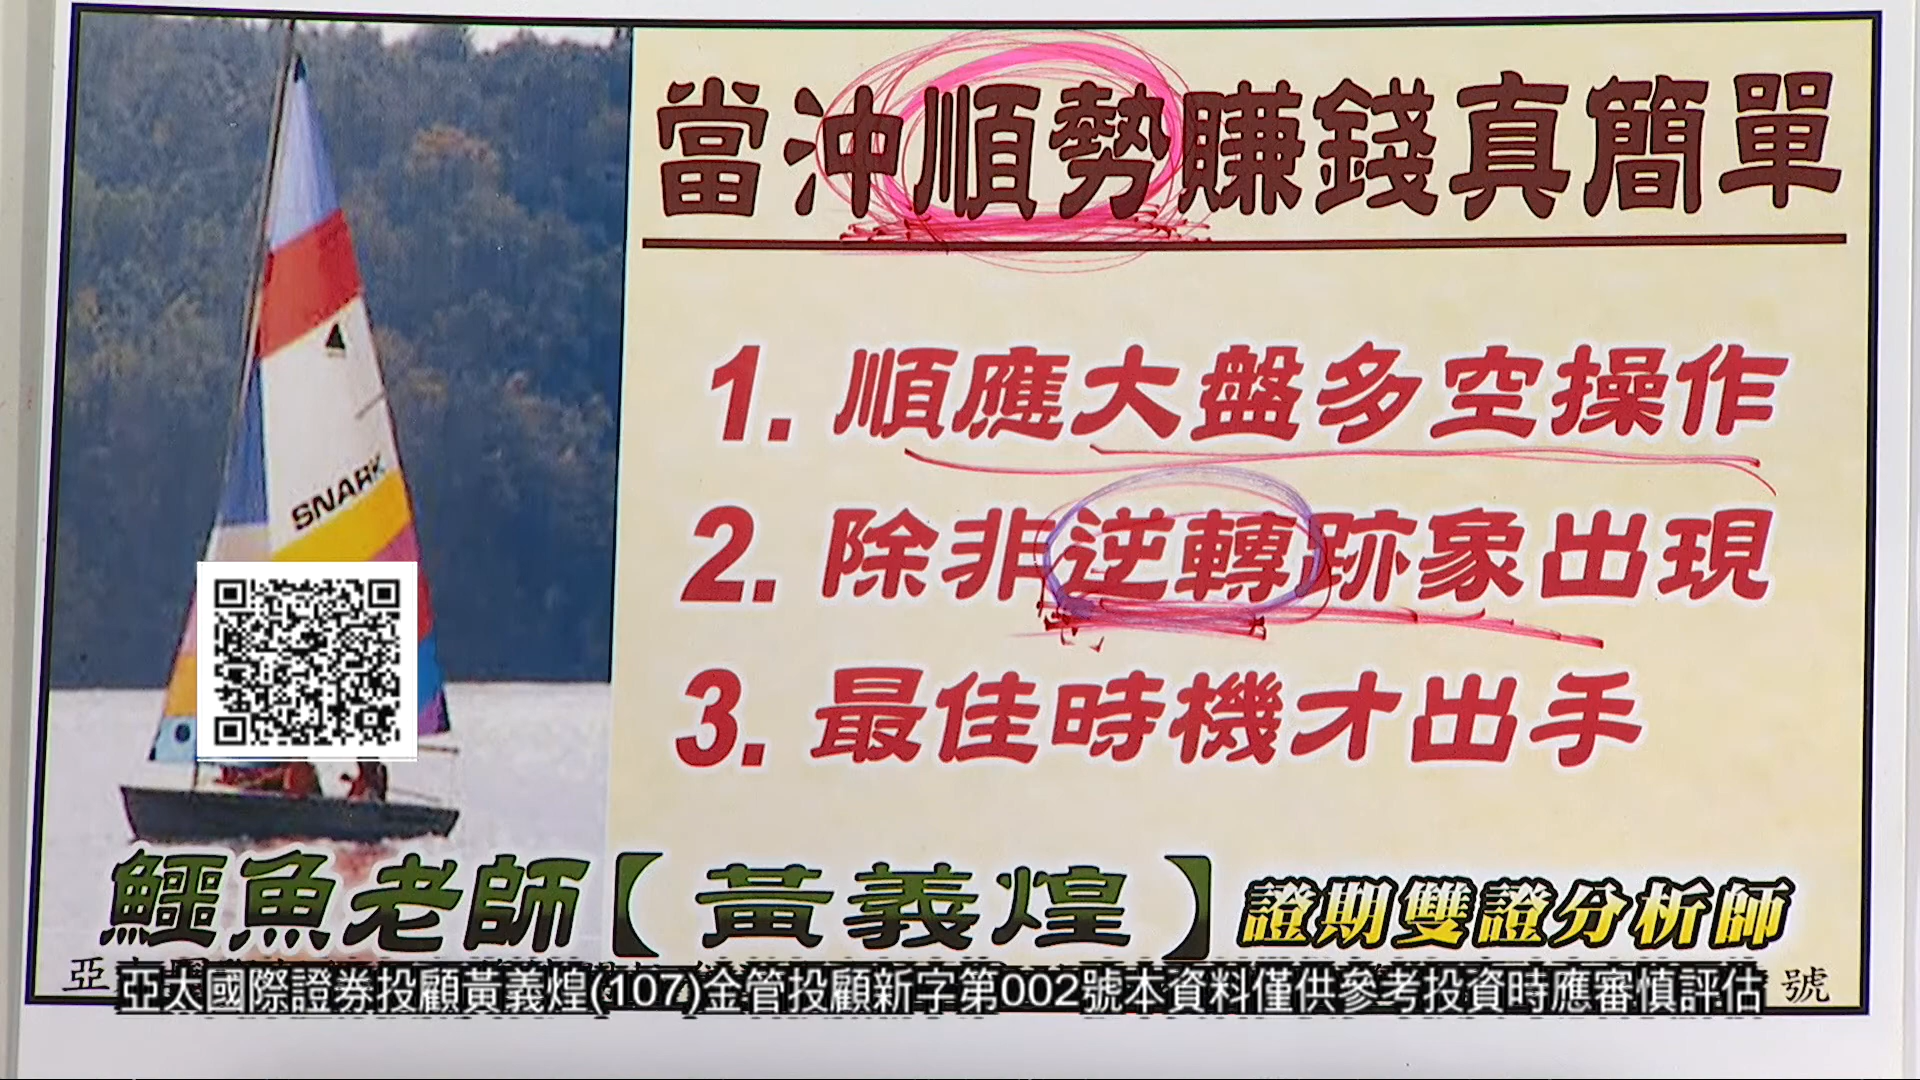 當沖順勢賺錢真簡單
1. 順應大盤多空操作
2. 除非逆轉跡象出現
3. 最佳時機才出手
SNARK
鱷魚老師【黃義煌】證期雙證分析師
亞太國際證券投顧黃義煌(107)金管投顧新字第002號本資料僅供參考投資時應審慎評估
號